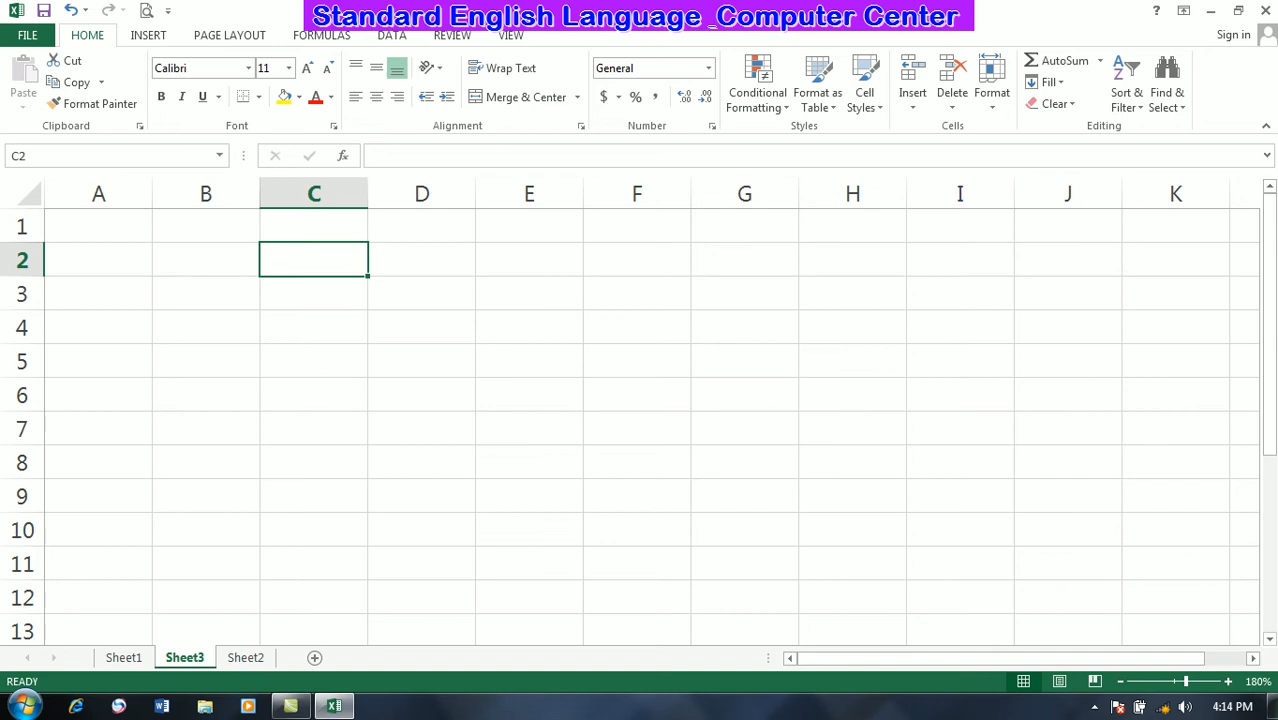 Standard English Language _Computer Center
FILE HOME INSERT PAGE LAYOUT FORMULAS DATA REVIEW VIEW Sign in
Cut
Copy
Format Painter
Paste
Clipboard
Calibri 11
B I U
Font
Wrap Text
Merge & Center
Alignment
General
$ % ,
Number
Conditional Formatting
Format as Table
Cell Styles
Styles
Insert
Delete
Format
Cells
AutoSum
Fill
Clear
Sort & Filter
Find & Select
Editing
C2 fx
A B C D E F G H I J K
1
2
3
4
5
6
7
8
9
10
11
12
13
Sheet1 Sheet3 Sheet2
READY 180%
4:14 PM